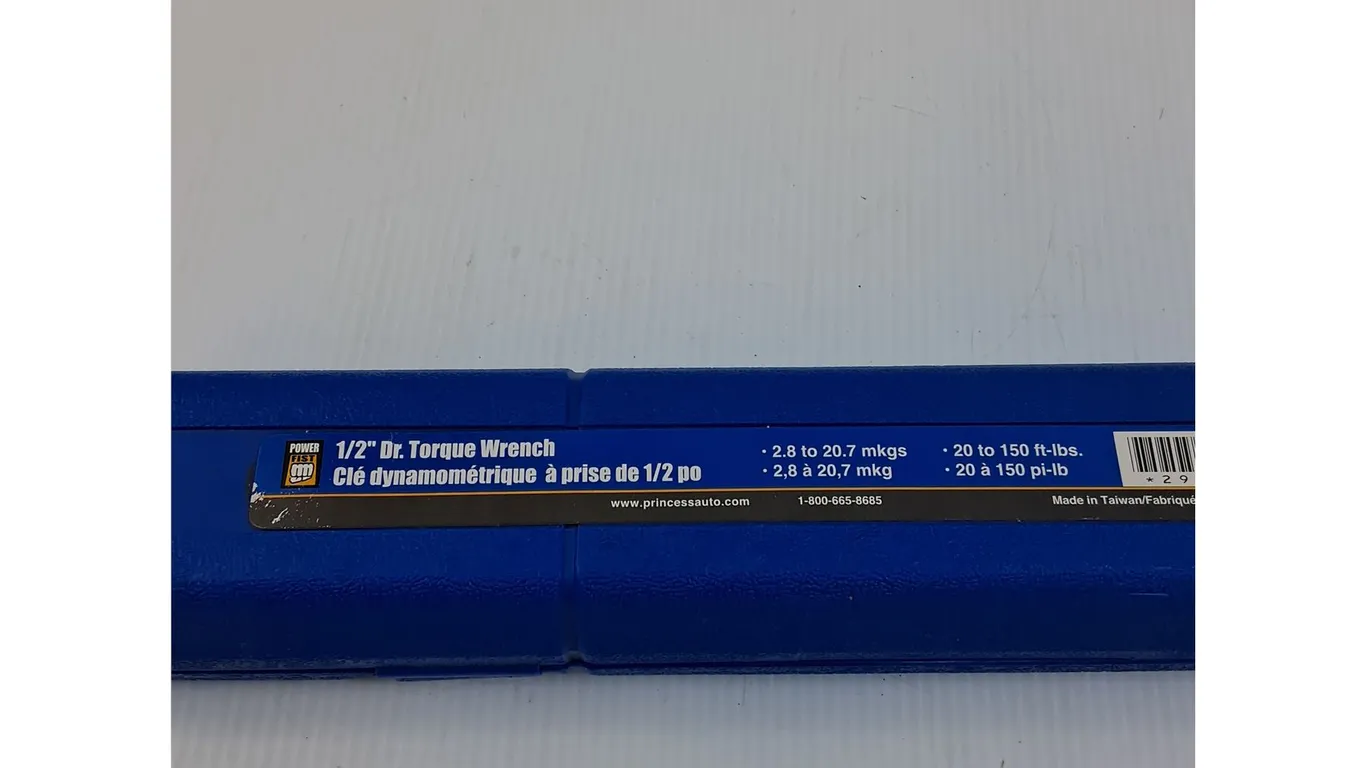 POWER
FIST
1/2" Dr. Torque Wrench
Clé dynamométrique à prise de 1/2 po
• 2.8 to 20.7 mkgs
• 2,8 à 20,7 mkg
• 20 to 150 ft-lbs.
• 20 à 150 pi-lb
* 2 9
www.princessauto.com 1-800-665-8685 Made in Taiwan/Fabriqué